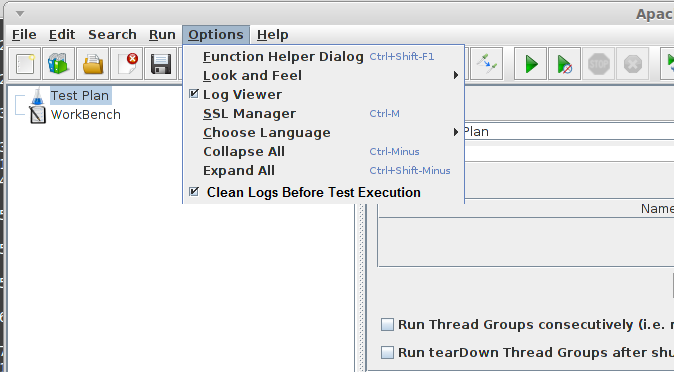 Apac
File Edit Search Run Options Help
Function Helper Dialog Ctrl+Shift-F1
Look and Feel
Log Viewer
SSL Manager Ctrl-M
Choose Language
Collapse All Ctrl-Minus
Expand All Ctrl+Shift-Minus
Clean Logs Before Test Execution
Test Plan
WorkBench
STOP
Plan
Name
Run Thread Groups consecutively (i.e. r
Run tearDown Thread Groups after shu